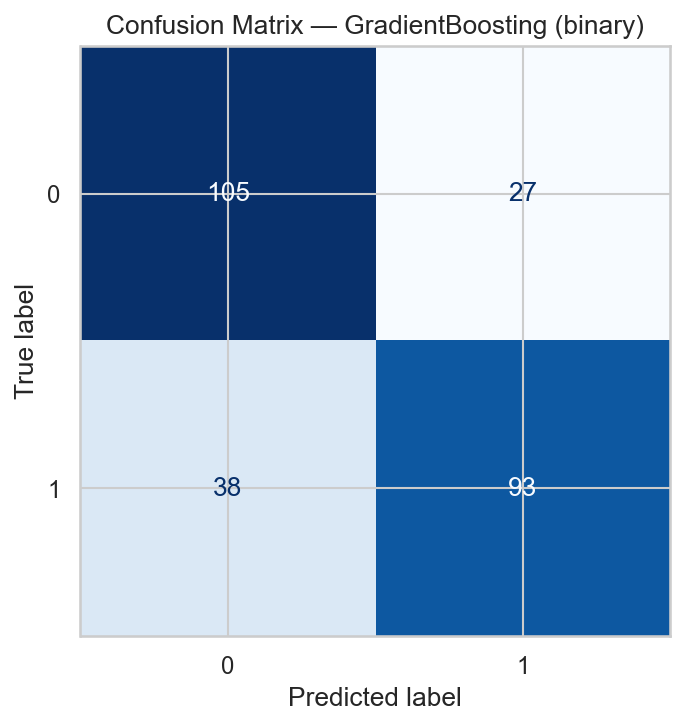 Confusion Matrix — GradientBoosting (binary)
0
105
27
True label
1
38
93
0
1
Predicted label